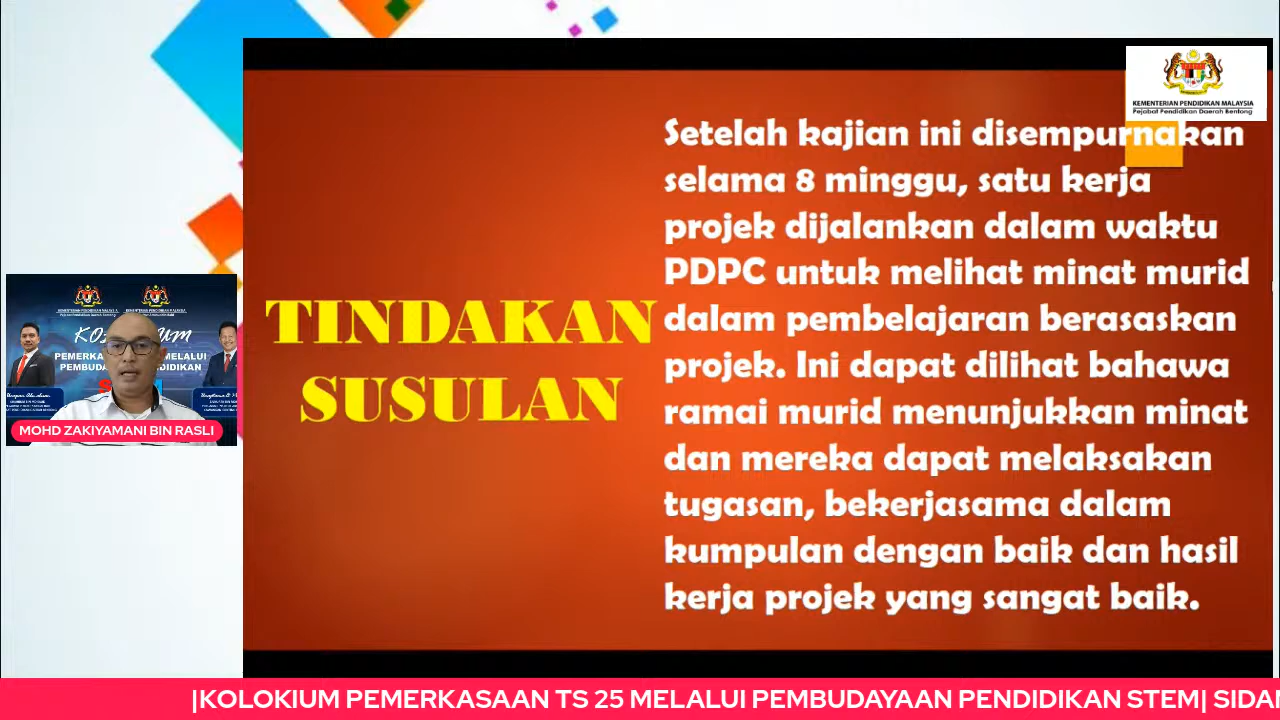 KEMENTERIAN PENDIDIKAN MALAYSIA
Pejabat Pendidikan Daerah Bentong
Setelah kajian ini disempurnakan
selama 8 minggu, satu kerja
projek dijalankan dalam waktu
PDPC untuk melihat minat murid
dalam pembelajaran berasaskan
projek. Ini dapat dilihat bahawa
ramai murid menunjukkan minat
dan mereka dapat melaksakan
tugasan, bekerjasama dalam
kumpulan dengan baik dan hasil
kerja projek yang sangat baik.
TINDAKAN
SUSULAN
MOHD ZAKIYAMANI BIN RASLI
|KOLOKIUM PEMERKASAAN TS 25 MELALUI PEMBUDAYAAN PENDIDIKAN STEM| SIDA